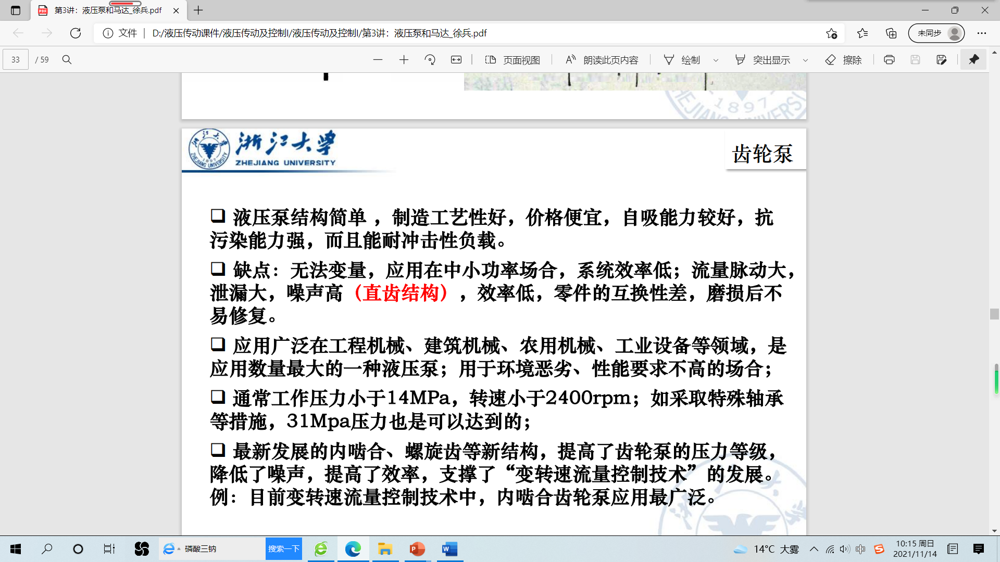 第3讲：液压泵和马达_徐兵.pdf
文件
D:/液压传动课件/液压传动及控制I/液压传动及控制I/第3讲：液压泵和马达_徐兵.pdf
未同步
33 / 59
页面视图
朗读此页内容
绘制
突出显示
擦除
1897
浙江大学
ZHEJIANG UNIVERSITY
齿轮泵
液压泵结构简单 ，制造工艺性好，价格便宜，自吸能力较好，抗
污染能力强，而且能耐冲击性负载。
缺点：无法变量，应用在中小功率场合，系统效率低；流量脉动大，
泄漏大，噪声高（直齿结构），效率低，零件的互换性差，磨损后不
易修复。
应用广泛在工程机械、建筑机械、农用机械、工业设备等领域，是
应用数量最大的一种液压泵；用于环境恶劣、性能要求不高的场合；
通常工作压力小于14MPa，转速小于2400rpm；如采取特殊轴承
等措施，31Mpa压力也是可以达到的；
最新发展的内啮合、螺旋齿等新结构，提高了齿轮泵的压力等级，
降低了噪声，提高了效率，支撑了“变转速流量控制技术”的发展。
例：目前变转速流量控制技术中，内啮合齿轮泵应用最广泛。
磷酸三钠
搜索一下
14°C 大雾
中
10:15 周日
2021/11/14